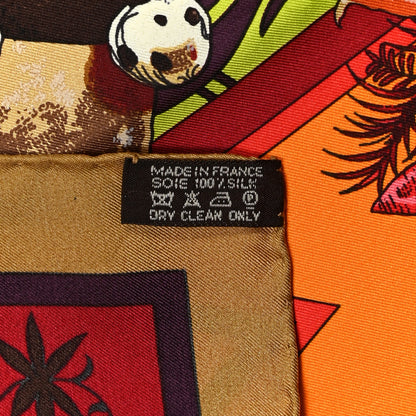 MADE IN FRANCE
SOIE 100% SILK
P
DRY CLEAN ONLY